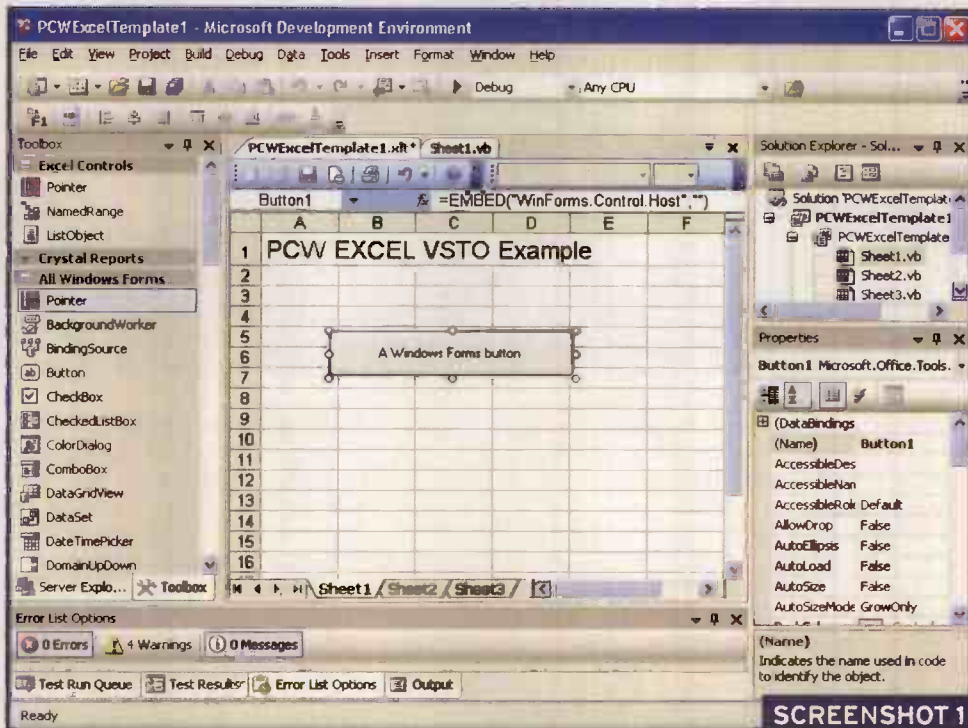 PCWExcelTemplate1 - Microsoft Development Environment
File Edit View Project Build Debug Data Tools Insert Format Window Help
Debug Any CPU
Toolbox
Excel Controls
Pointer
NamedRange
ListObject
Crystal Reports
All Windows Forms
Pointer
BackgroundWorker
BindingSource
Button
CheckBox
CheckedListBox
ColorDialog
ComboBox
DataGridView
DataSet
DateTimePicker
DomainUpDown
Server Explo... Toolbox
PCWExcelTemplate1.xlt* Sheet1.vb
Button1 fx =EMBED("WinForms.Control.Host","")
A B C D E F
1 PCW EXCEL VSTO Example
2
3
4
5
6 A Windows Forms button
7
8
9
10
11
12
13
14
15
16
Sheet1 Sheet2 Sheet3
Solution Explorer - Sol...
Solution 'PCWExcelTemplat
PCWExcelTemplate1
PCWExcelTemplate
Sheet1.vb
Sheet2.vb
Sheet3.vb
Properties
Button1 Microsoft.Office.Tools.
(DataBindings
(Name) Button1
AccessibleDes
AccessibleNan
AccessibleRok Default
AllowDrop False
AutoEllipsis False
AutoLoad False
AutoSize False
AutoSizeMode GrowOnly
(Name)
Indicates the name used in code
to identify the object.
Error List Options
0 Errors 4 Warnings 0 Messages
Test Run Queue Test Results Error List Options Output
Ready
SCREENSHOT 1